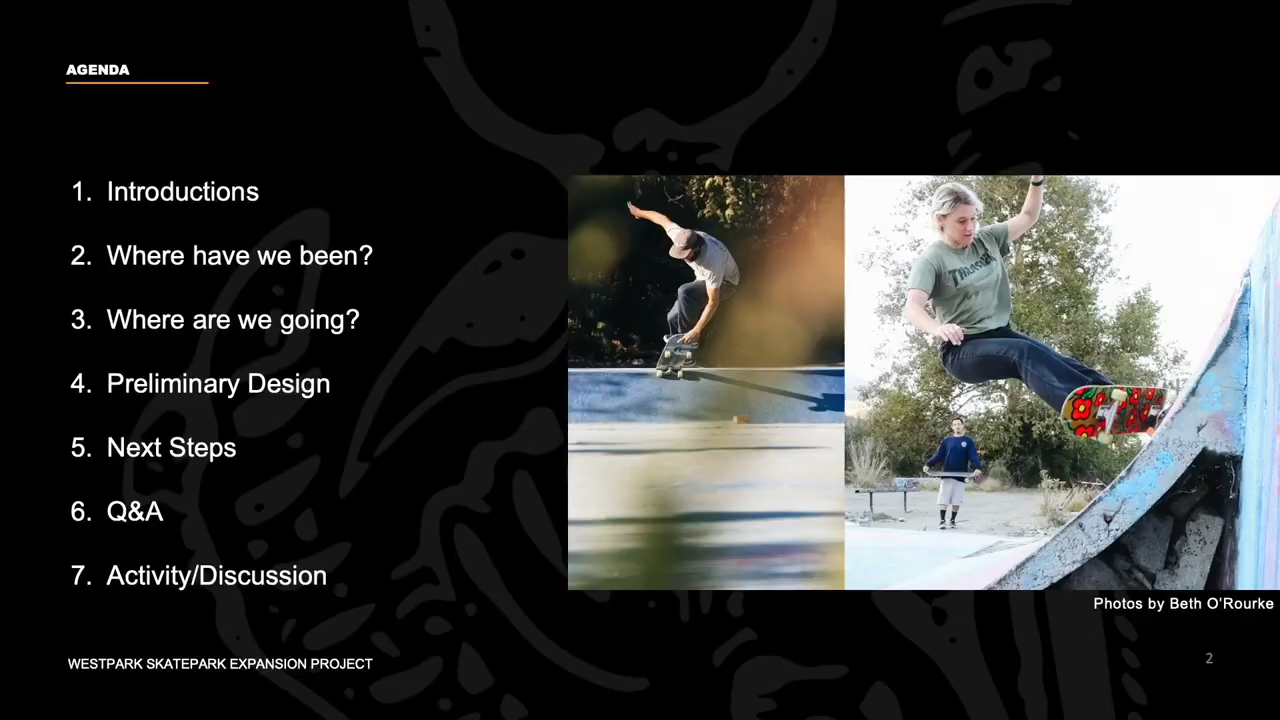 AGENDA
1. Introductions
2. Where have we been?
3. Where are we going?
4. Preliminary Design
5. Next Steps
6. Q&A
7. Activity/Discussion
THRASHER
Photos by Beth O'Rourke
WESTPARK SKATEPARK EXPANSION PROJECT
2